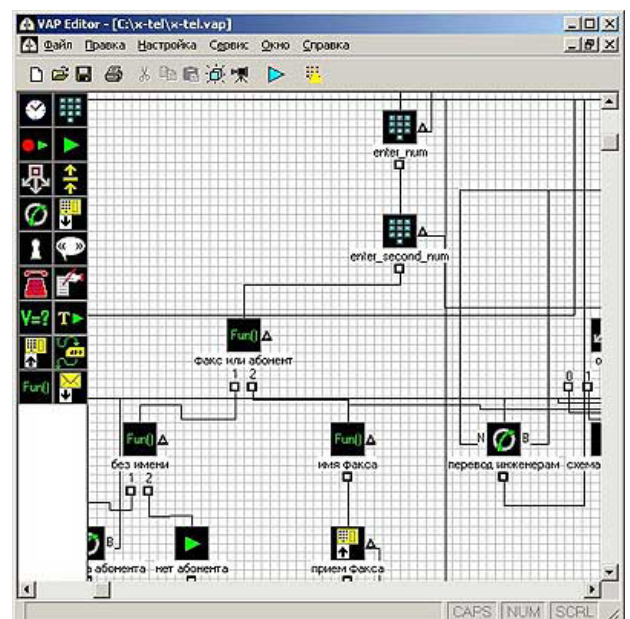 VAP Editor - [C:\x-tel\x-tel.vap]
Файл Правка Настройка Сервис Окно Справка
enter_num
enter_second_num
V=?
T
Fun()
Fun()
факс или абонент
1 2
0 1
Fun()
Fun()
N B
без имени
имя факса
перевод инженерам
схема
1 2
B
а абонента
нет абонента
прием факса
CAPS NUM SCRL